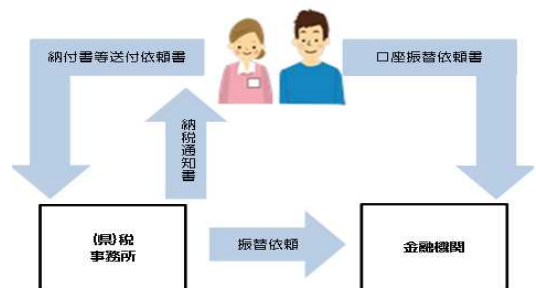 納付書等送付依頼書
口座振替依頼書
納税通知書
(県)税
事務所
振替依頼
金融機関